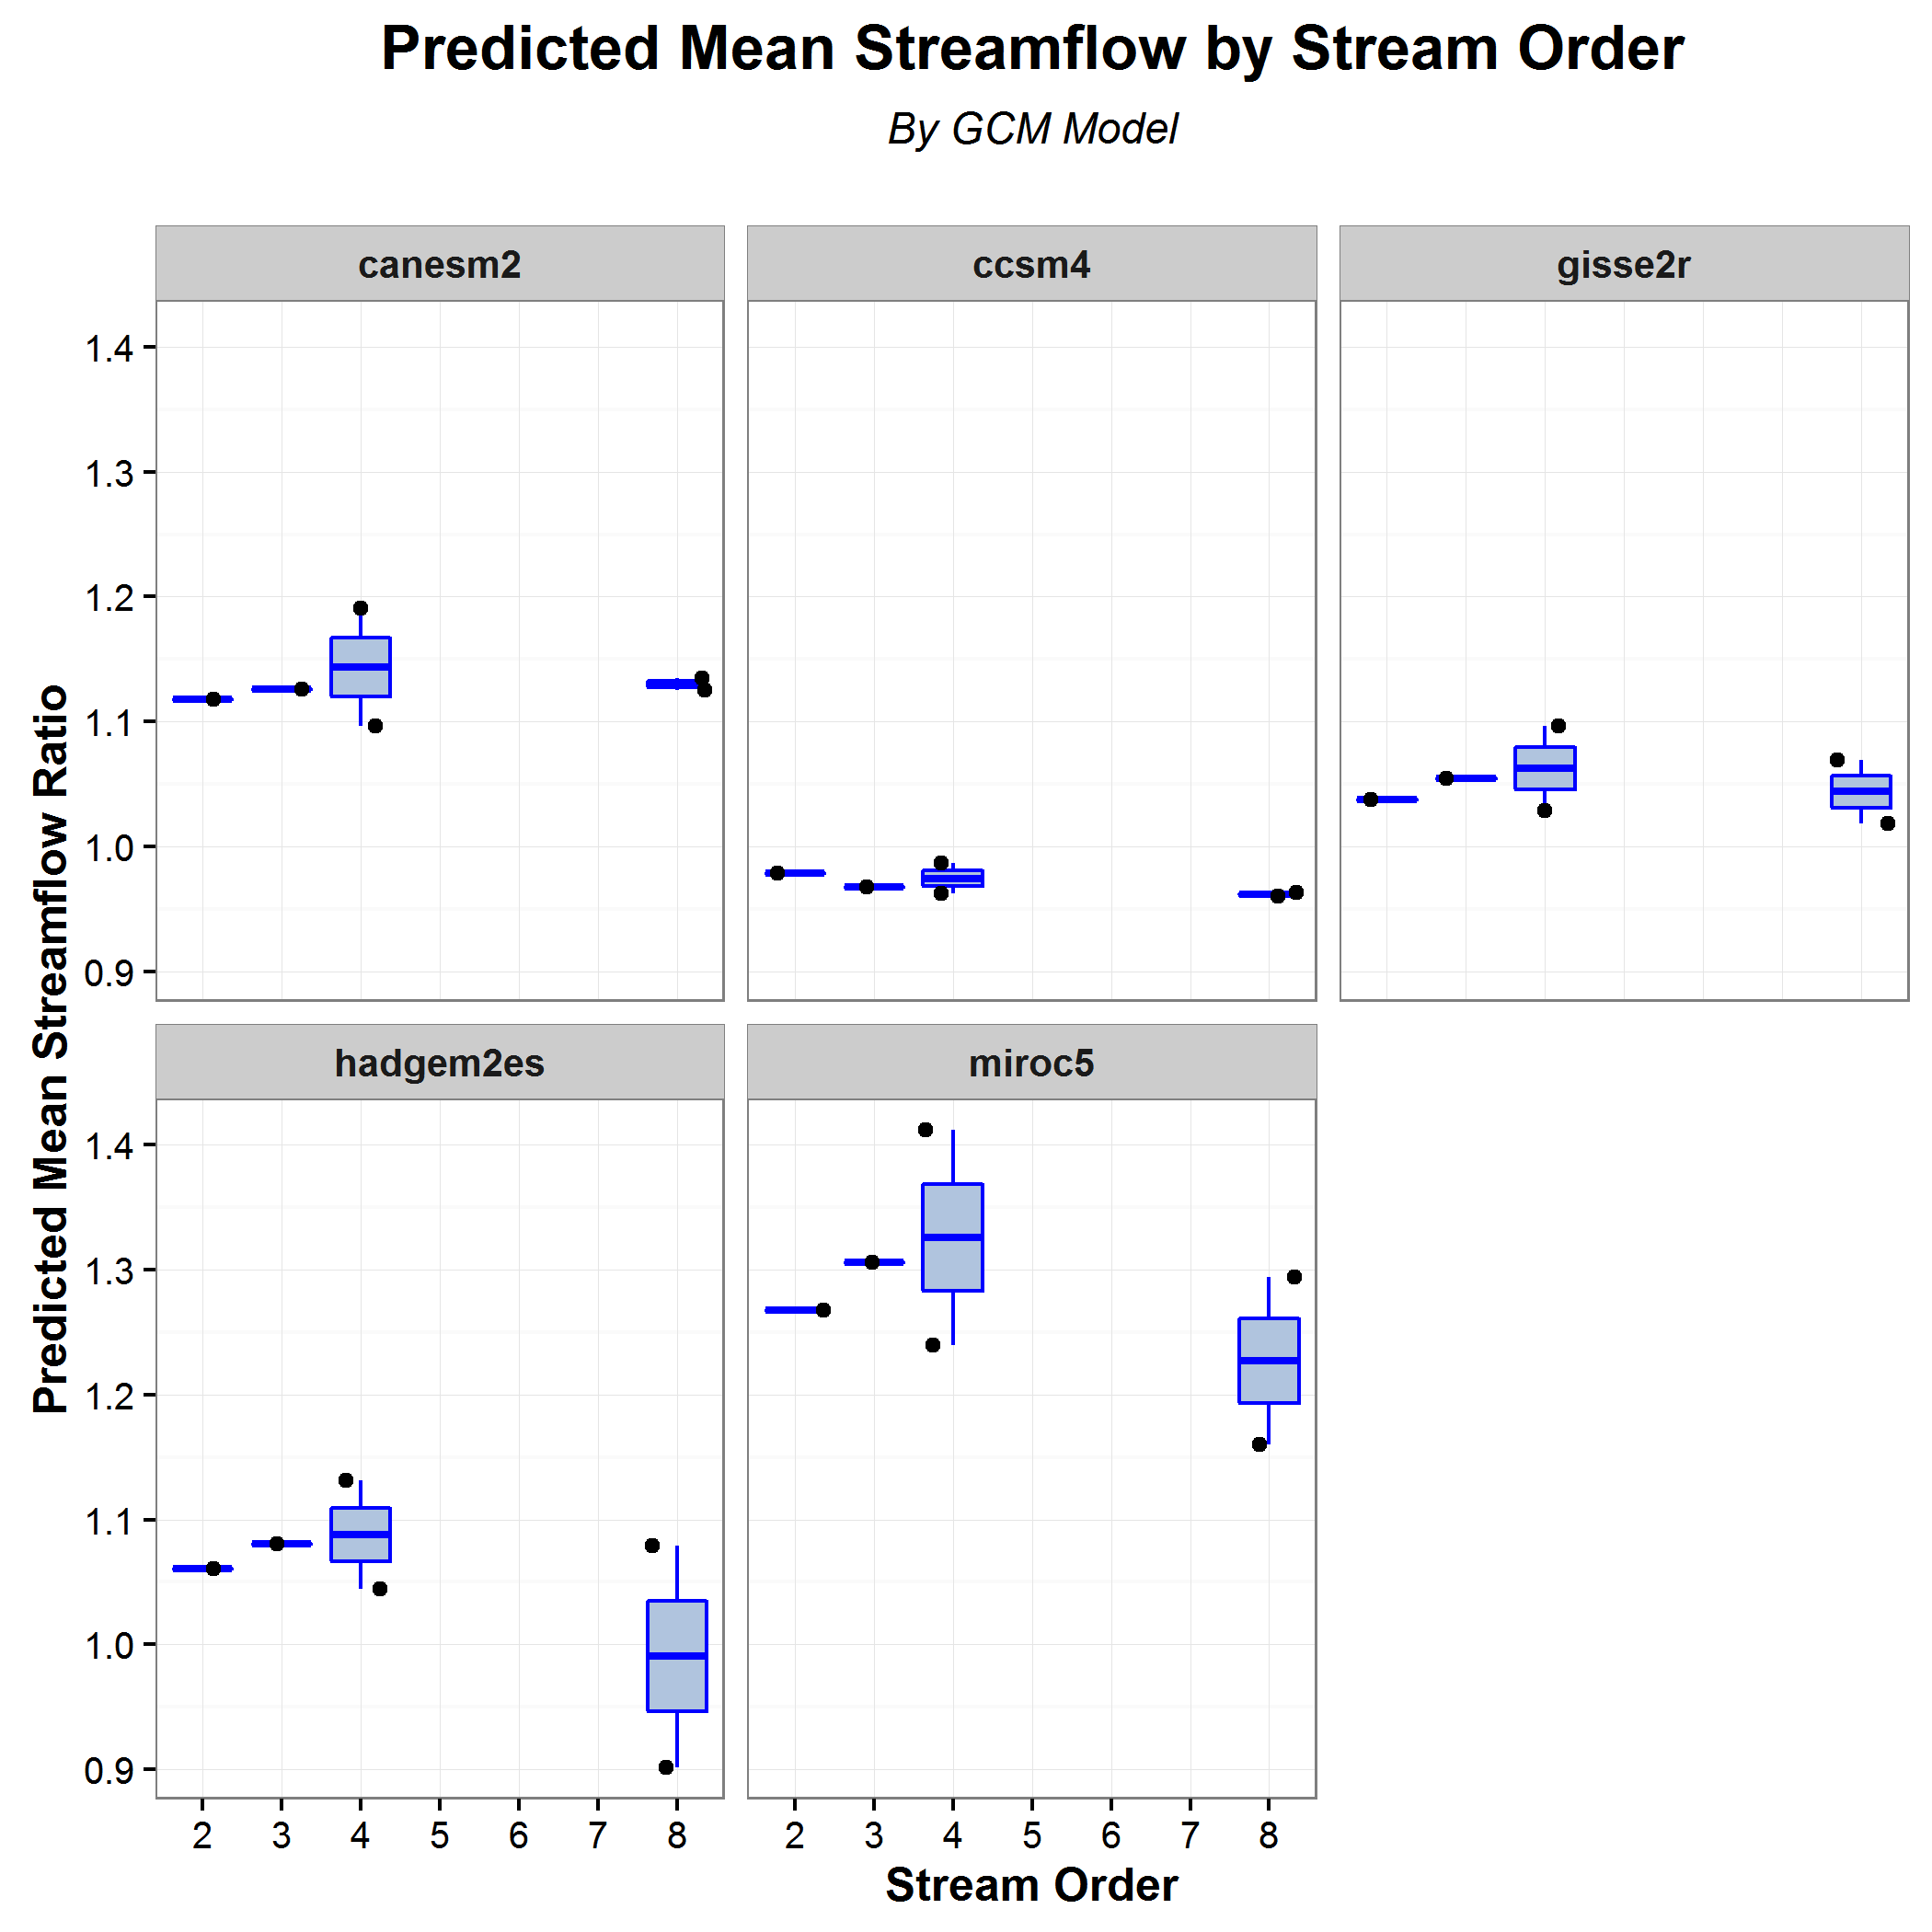 Predicted Mean Streamflow by Stream Order
By GCM Model
canesm2
ccsm4
gisse2r
1.4
1.3
1.2
1.1
1.0
0.9
Predicted Mean Streamflow Ratio
hadgem2es
miroc5
1.4
1.3
1.2
1.1
1.0
0.9
2 3 4 5 6 7 8
2 3 4 5 6 7 8
Stream Order